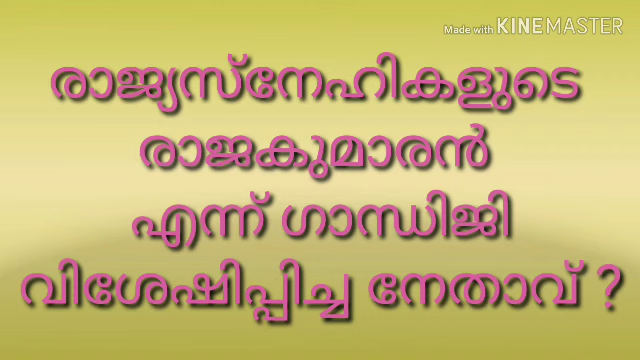 Made with KINEMASTER
രാജ്യസ്നേഹികളുടെ
രാജകുമാരൻ
എന്ന് ഗാന്ധിജി
വിശേഷിപ്പിച്ച നേതാവ് ?